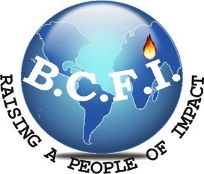 B.C.F.I.
RAISING A PEOPLE OF IMPACT